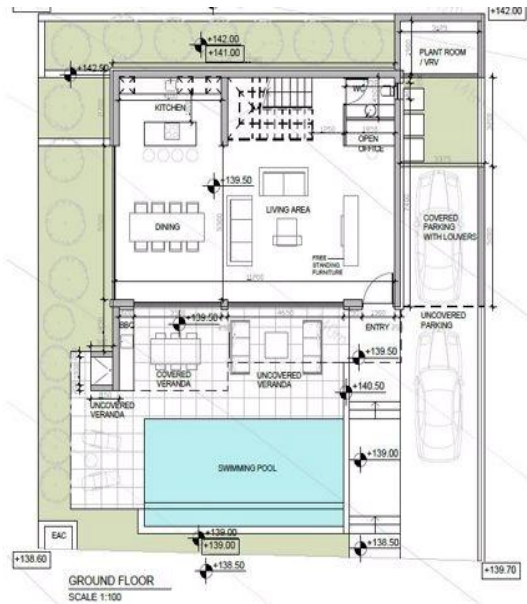 +142.00
+142.00
+141.00
+142.50
PLANT ROOM
/ VRV
KITCHEN
WC
OPEN
OFFICE
+139.50
DINING
LIVING AREA
COVERED
PARKING
WITH LOUVERS
FREE
STANDING
FURNITURE
BBC
+139.50
ENTRY
UNCOVERED
PARKING
+139.50
COVERED
VERANDA
UNCOVERED
VERANDA
+140.50
UNCOVERED
VERANDA
SWIMMING POOL
+139.00
EAC
+139.00
+139.00
+138.50
+138.60
+138.50
+139.70
GROUND FLOOR
SCALE 1:100